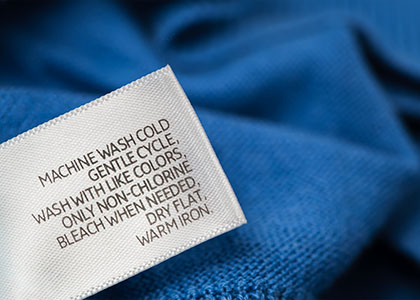 MACHINE WASH COLD
GENTLE CYCLE,
WASH WITH LIKE COLORS,
ONLY NON-CHLORINE
BLEACH WHEN NEEDED,
DRY FLAT,
WARM IRON.